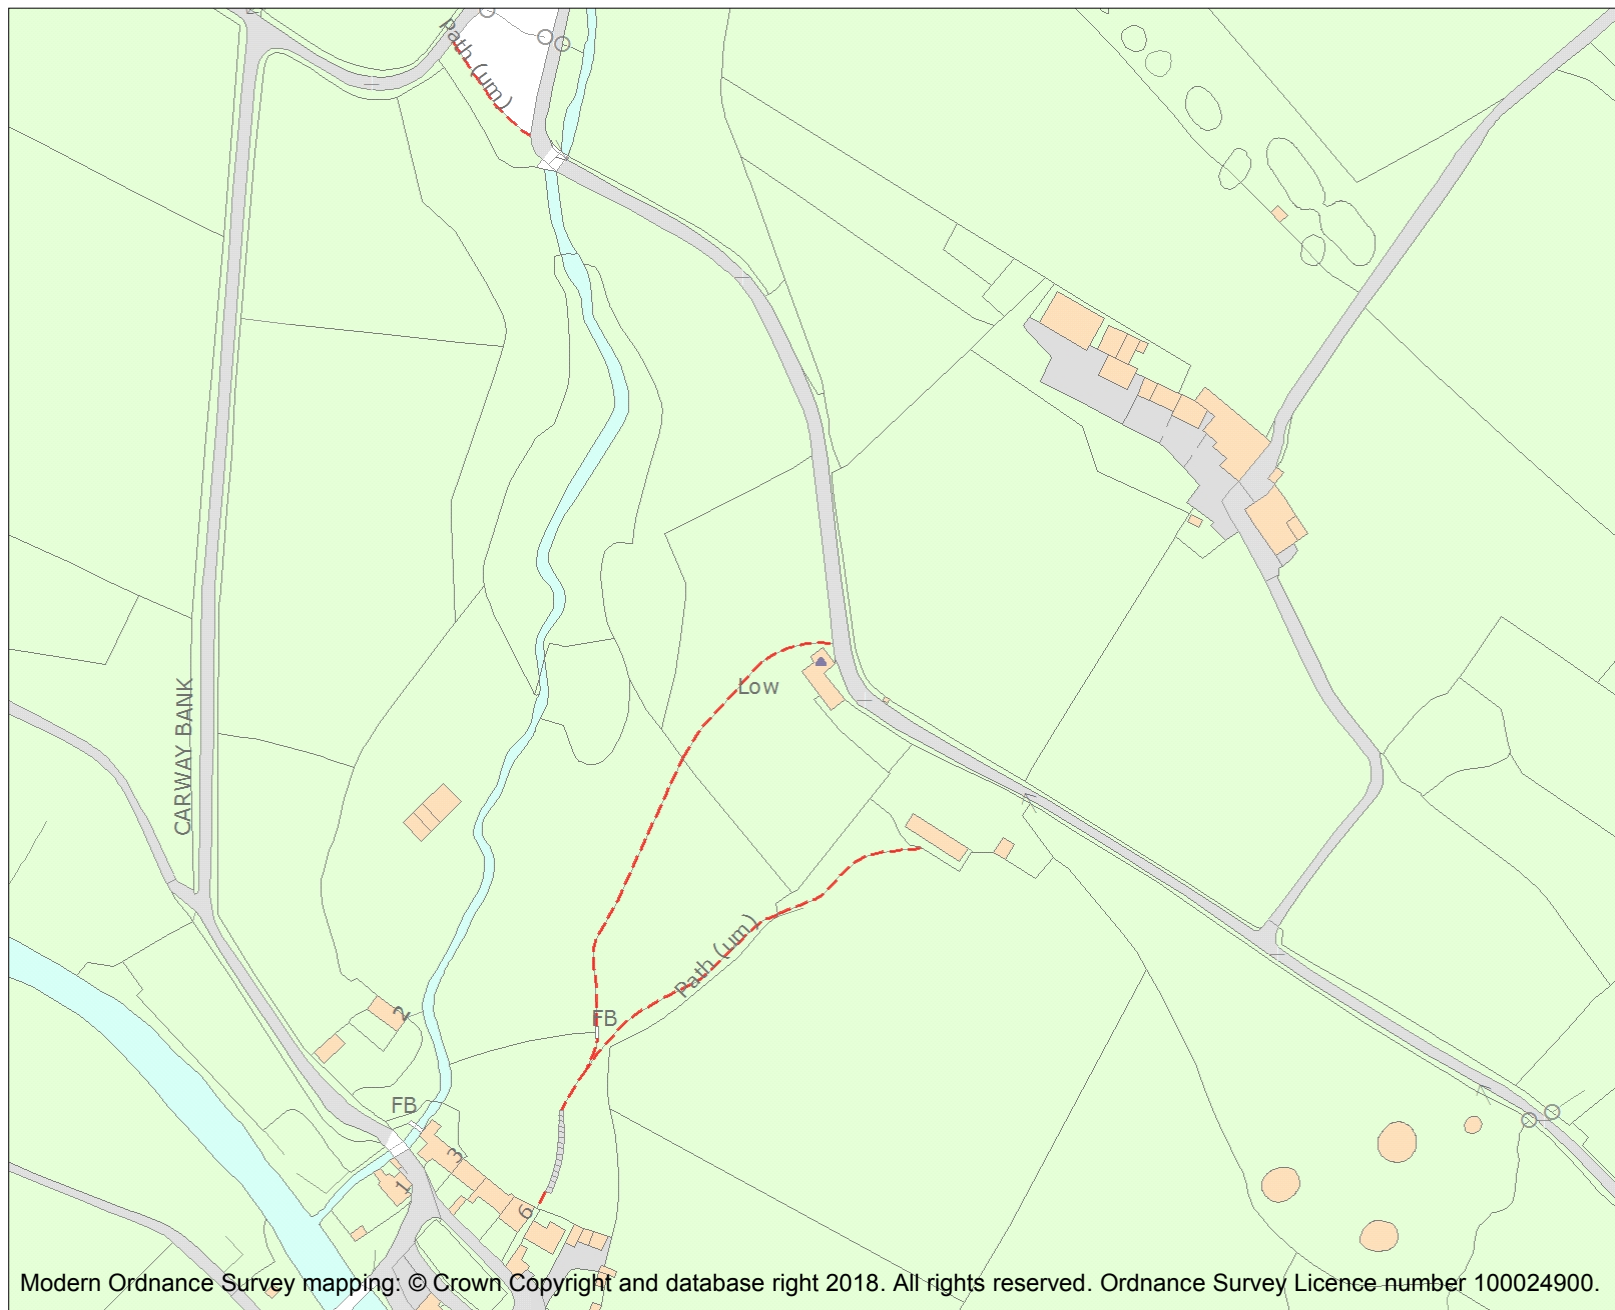 Path (um)
Low
CARWAY BANK
Path (um)
FB
2
FB
3
1
6
Modern Ordnance Survey mapping: © Crown Copyright and database right 2018. All rights reserved. Ordnance Survey Licence number 100024900.